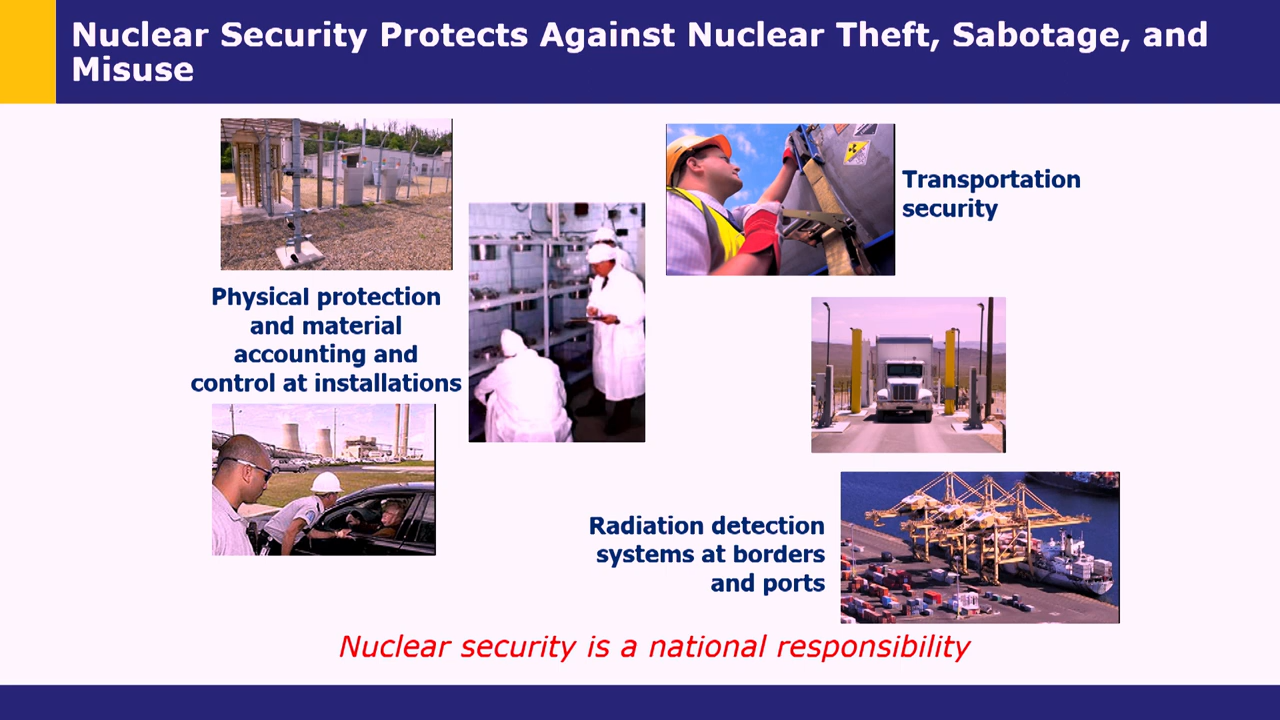 Nuclear Security Protects Against Nuclear Theft, Sabotage, and
Misuse
Transportation
security
Physical protection
and material
accounting and
control at installations
Radiation detection
systems at borders
and ports
Nuclear security is a national responsibility